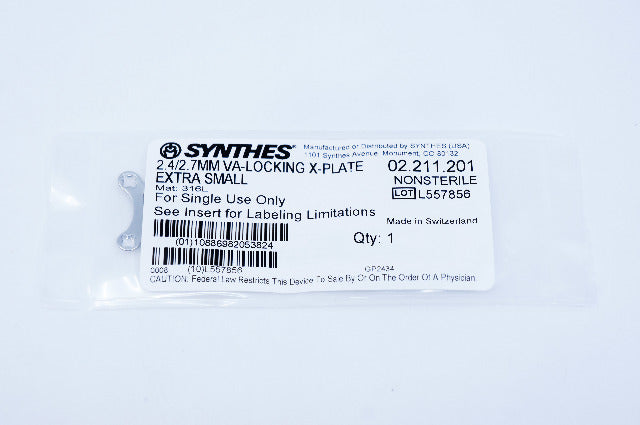 SYNTHES®
Manufactured or Distributed by SYNTHES (USA)
1101 Synthes Avenue, Monument, CO 80132
2.4/2.7MM VA-LOCKING X-PLATE
02.211.201
EXTRA SMALL
NONSTERILE
Mat: 316L
LOT L557856
For Single Use Only
See Insert for Labeling Limitations
Made in Switzerland
(01)10886982053824
Qty: 1
(10)L557856
0008
GP2434
CAUTION: Federal Law Restricts This Device To Sale By Or On The Order Of A Physician.